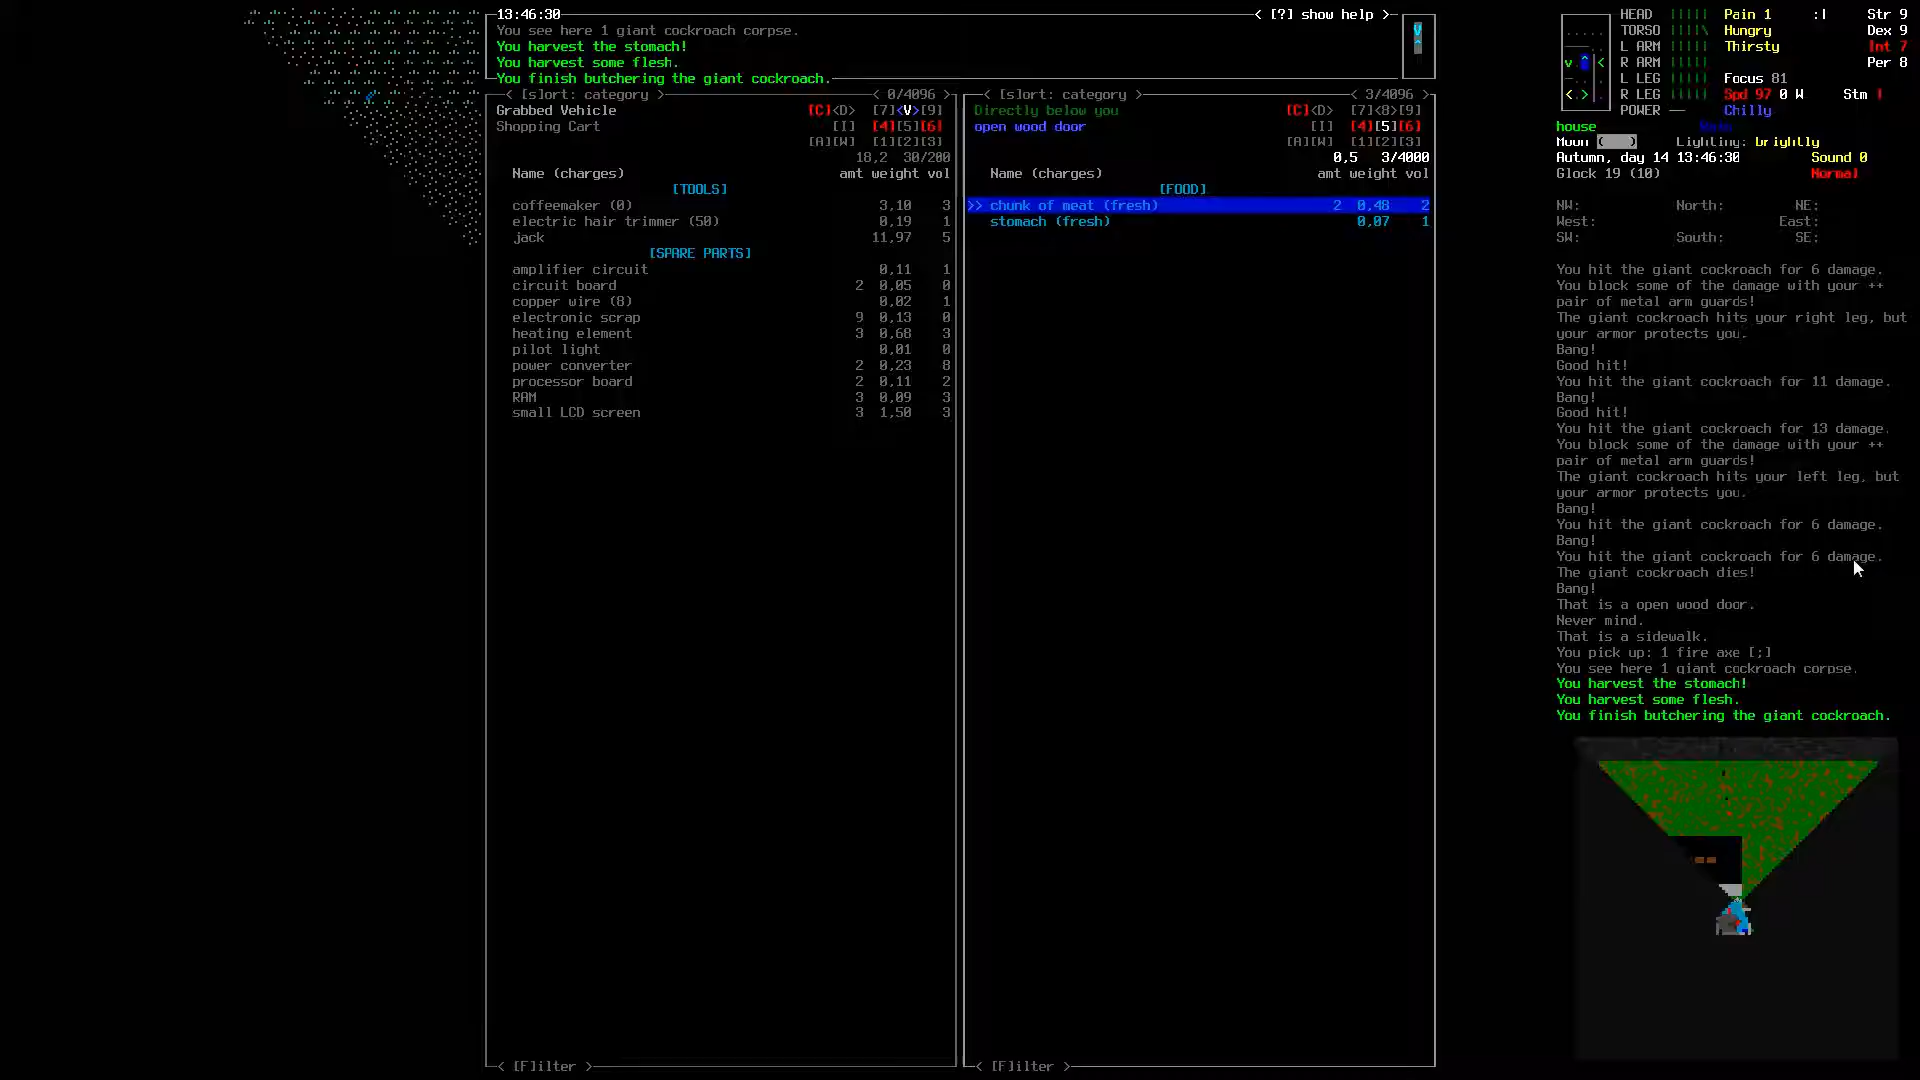 13:46:30 < [?] show help >
You see here 1 giant cockroach corpse.
You harvest the stomach!
You harvest some flesh.
You finish butchering the giant cockroach.
< [s]ort: category > < 0/4096 >
Grabbed Vehicle [C]<D> [7]<V>[9]
Shopping Cart [I] [4][5][6]
[A][W] [1][2][3]
18,2 30/200
Name (charges) amt weight vol
[TOOLS]
coffeemaker (0) 3,10 3
electric hair trimmer (50) 0,19 1
jack 11,97 5
[SPARE PARTS]
amplifier circuit 0,11 1
circuit board 2 0,05 0
copper wire (8) 0,02 1
electronic scrap 9 0,13 0
heating element 3 0,68 3
pilot light 0,01 0
power converter 2 0,23 8
processor board 2 0,11 2
RAM 3 0,09 3
small LCD screen 3 1,50 3
< [F]ilter >
< [s]ort: category > < 3/4096 >
Directly below you [C]<D> [7]<8>[9]
open wood door [I] [4][5][6]
[A][W] [1][2][3]
0,5 3/4000
Name (charges) amt weight vol
[FOOD]
>> chunk of meat (fresh) 2 0,48 2
stomach (fresh) 0,07 1
< [F]ilter >
HEAD Pain 1 :| Str 9
TORSO Hungry Dex 9
L ARM Thirsty Int 7
R ARM Per 8
L LEG Focus 81
R LEG Spd 97 0 W Stm
POWER -- Chilly
house
Moon ( ) Lighting: brightly
Autumn, day 14 13:46:30 Sound 0
Glock 19 (10) Normal
NW: North: NE:
West: East:
SW: South: SE:
You hit the giant cockroach for 6 damage.
You block some of the damage with your ++
pair of metal arm guards!
The giant cockroach hits your right leg, but
your armor protects you.
Bang!
Good hit!
You hit the giant cockroach for 11 damage.
Bang!
Good hit!
You hit the giant cockroach for 13 damage.
You block some of the damage with your ++
pair of metal arm guards!
The giant cockroach hits your left leg, but
your armor protects you.
Bang!
You hit the giant cockroach for 6 damage.
Bang!
You hit the giant cockroach for 6 damage.
The giant cockroach dies!
Bang!
That is a open wood door.
Never mind.
That is a sidewalk.
You pick up: 1 fire axe [;]
You see here 1 giant cockroach corpse.
You harvest the stomach!
You harvest some flesh.
You finish butchering the giant cockroach.